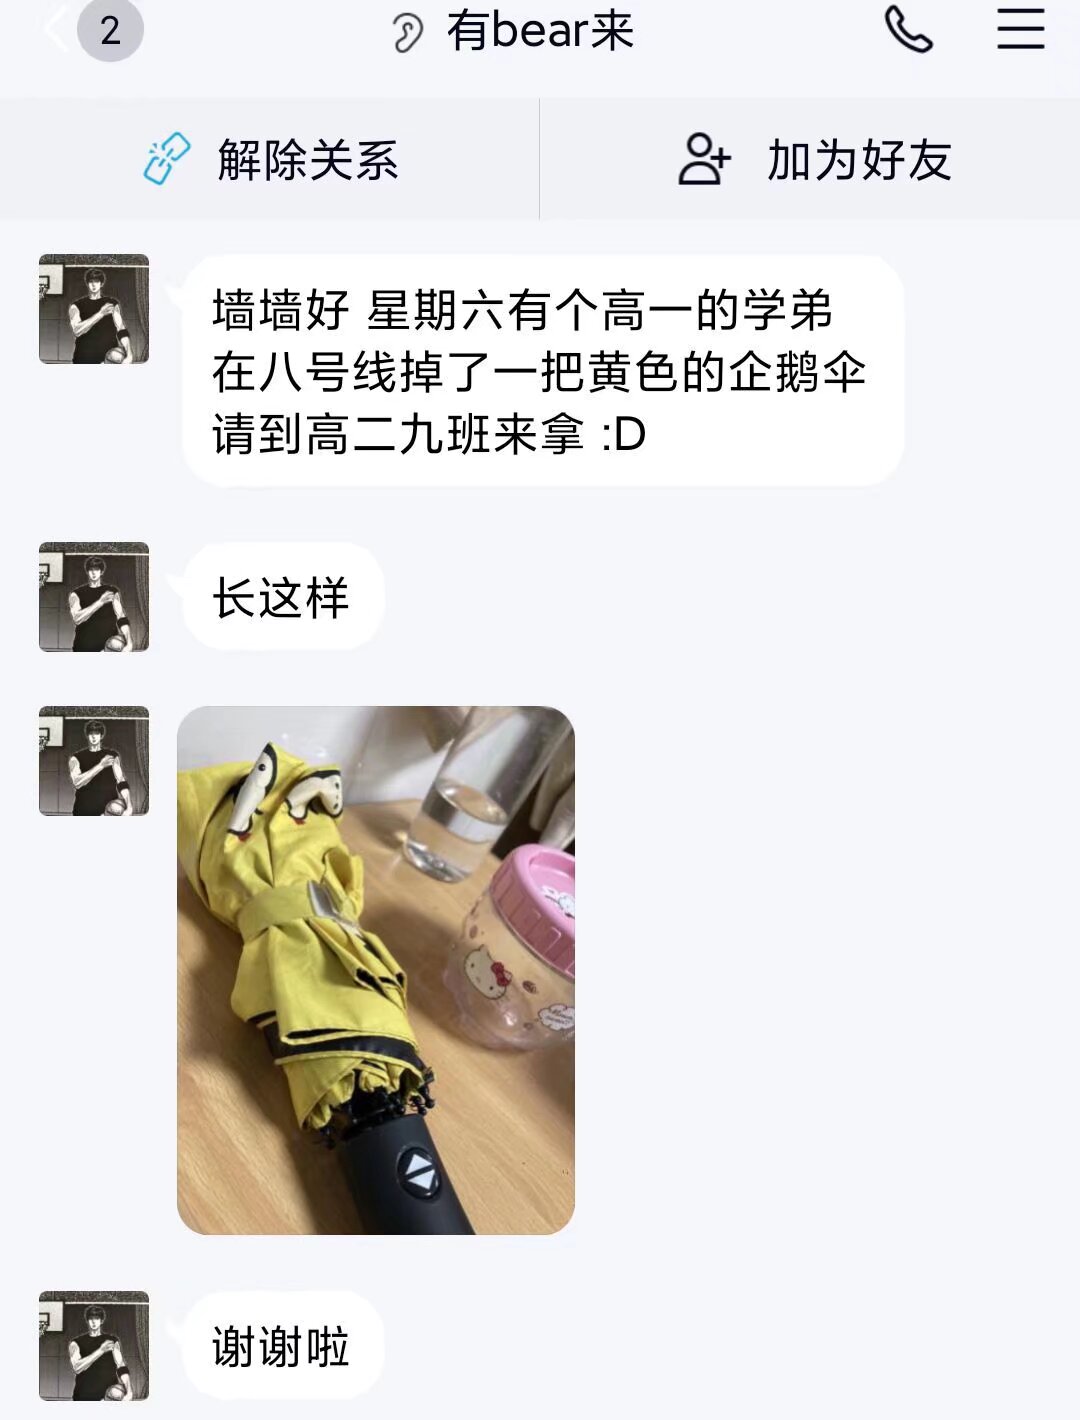 2
有bear来
解除关系
加为好友
墙墙好 星期六有个高一的学弟
在八号线掉了一把黄色的企鹅伞
请到高二九班来拿 :D
长这样
谢谢啦